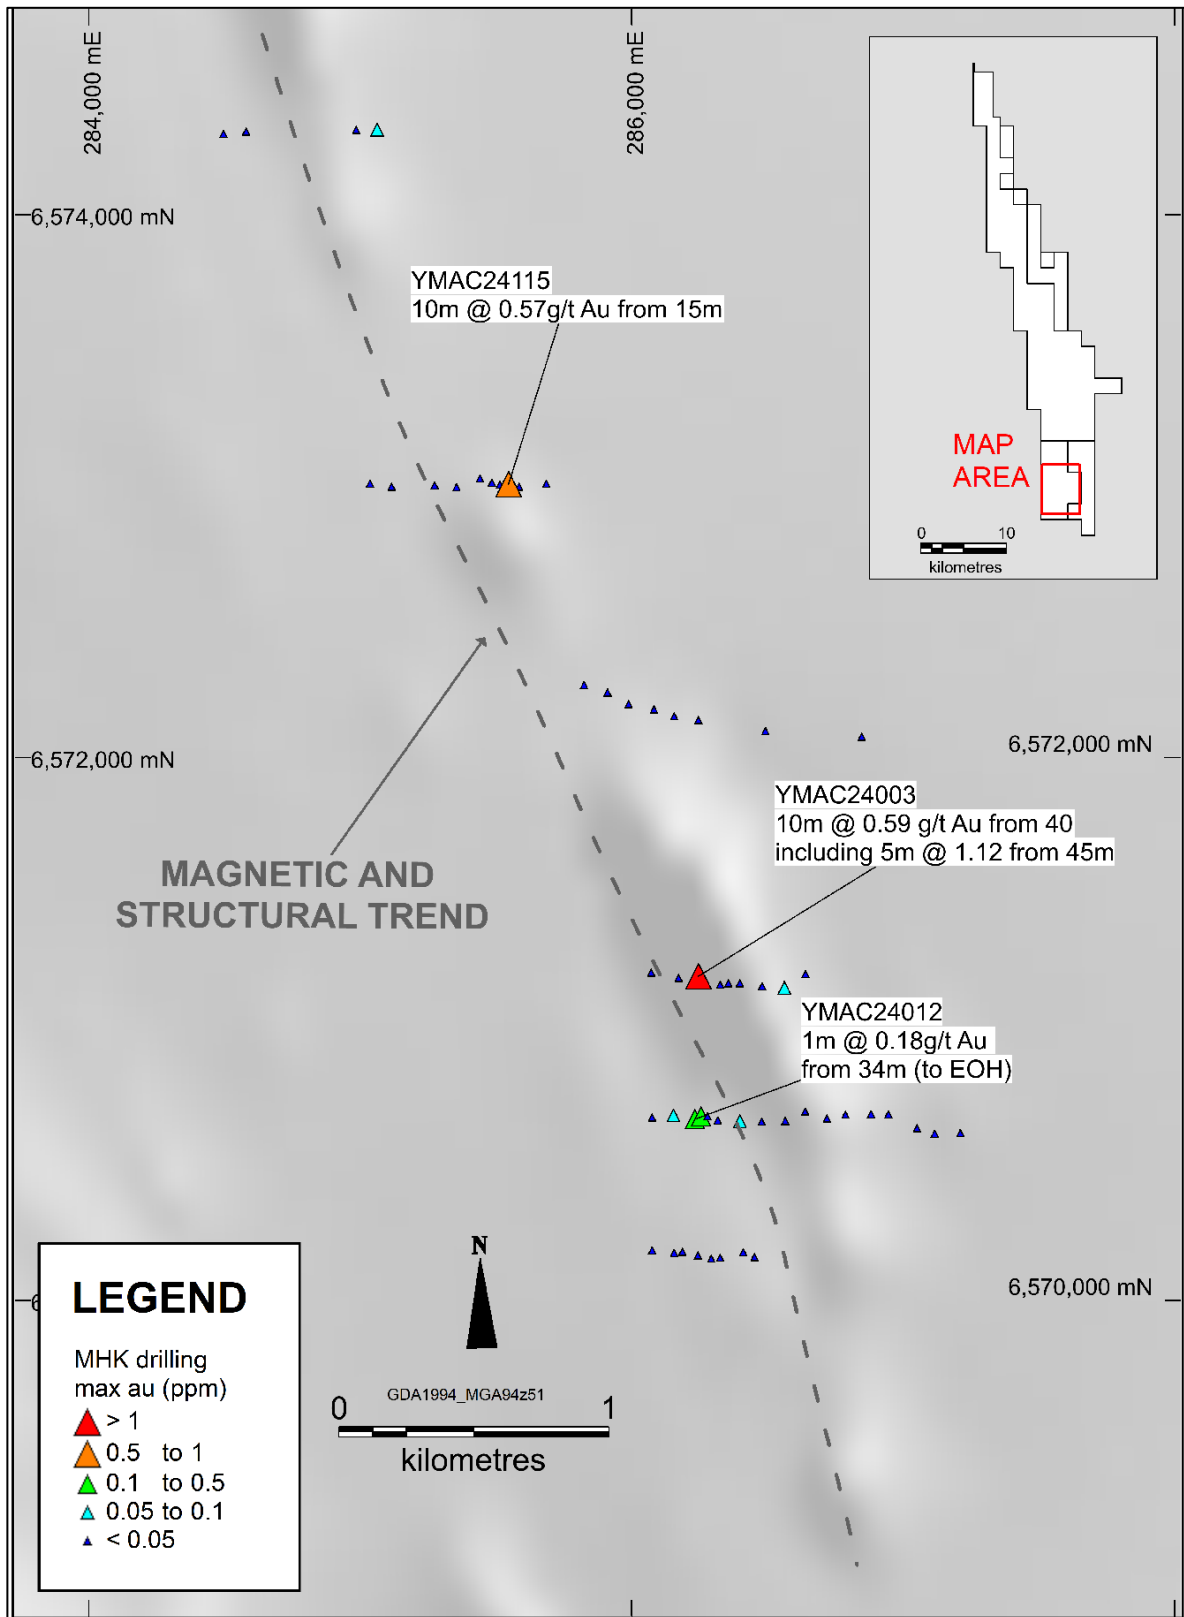 284,000 mE
286,000 mE
6,574,000 mN
YMAC24115
10m @ 0.57g/t Au from 15m
MAP
AREA
0 10
kilometres
6,572,000 mN
6,572,000 mN
YMAC24003
10m @ 0.59 g/t Au from 40
including 5m @ 1.12 from 45m
MAGNETIC AND
STRUCTURAL TREND
YMAC24012
1m @ 0.18g/t Au
from 34m (to EOH)
6,570,000 mN
N
GDA1994_MGA94z51
0 1
kilometres
LEGEND
MHK drilling
max au (ppm)
> 1
0.5 to 1
0.1 to 0.5
0.05 to 0.1
< 0.05